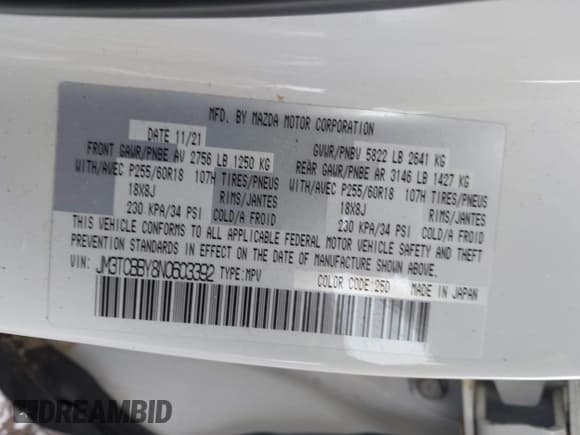 MFD. BY MAZDA MOTOR CORPORATION
DATE 11/21 GVWR/PNBV 5822 LB 2641 KG
FRONT GAWR/PNBE AV 2756 LB 1250 KG REAR GAWR/PNBE AR 3146 LB 1427 KG
WITH/AVEC P255/60R18 107H TIRES/PNEUS WITH/AVEC P255/60R18 107H TIRES/PNEUS
18X8J RIMS/JANTES 18X8J RIMS/JANTES
230 KPA/34 PSI COLD/A FROID 230 KPA/34 PSI COLD/A FROID
THIS VEHICLE CONFORMS TO ALL APPLICABLE FEDERAL MOTOR VEHICLE SAFETY AND THEFT
PREVENTION STANDARDS IN EFFECT ON THE DATE OF MANUFACTURE SHOWN ABOVE.
VIN: JM3TCBBY8N0603392 TYPE:MPV COLOR CODE:25D MADE IN JAPAN
DREAMBID